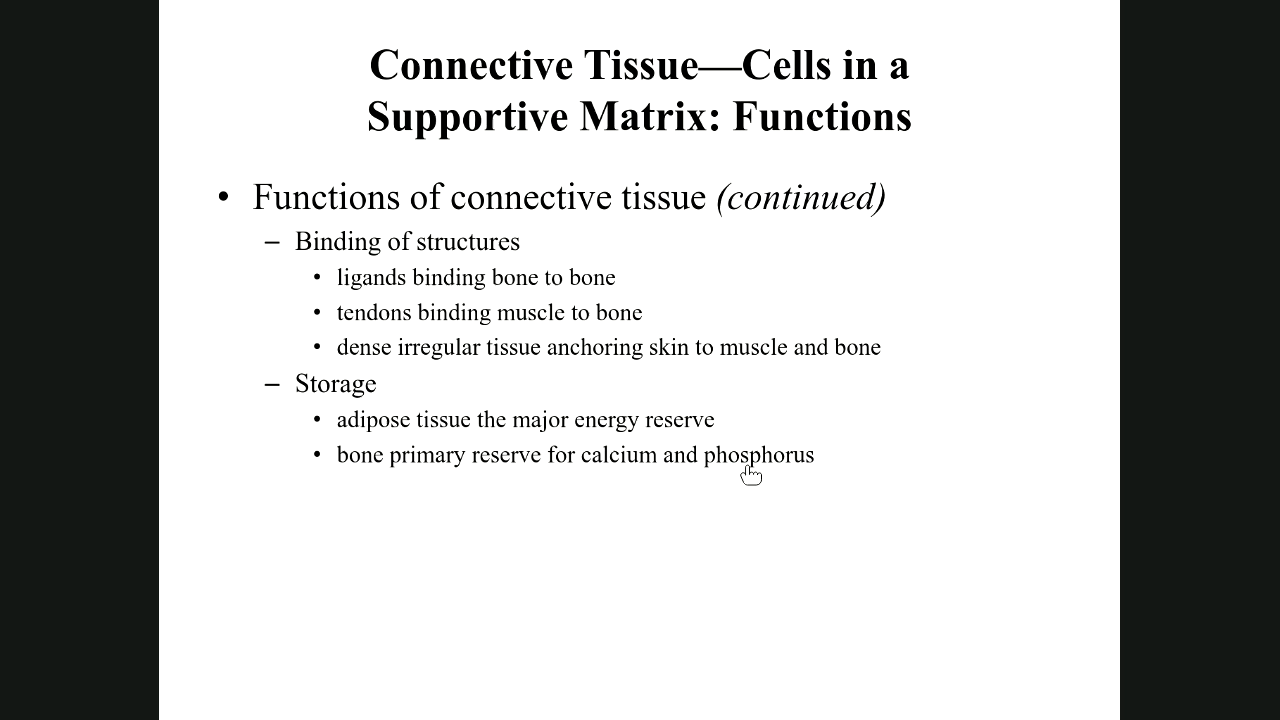 Connective Tissue—Cells in a
Supportive Matrix: Functions
• Functions of connective tissue (continued)
– Binding of structures
• ligands binding bone to bone
• tendons binding muscle to bone
• dense irregular tissue anchoring skin to muscle and bone
– Storage
• adipose tissue the major energy reserve
• bone primary reserve for calcium and phosphorus